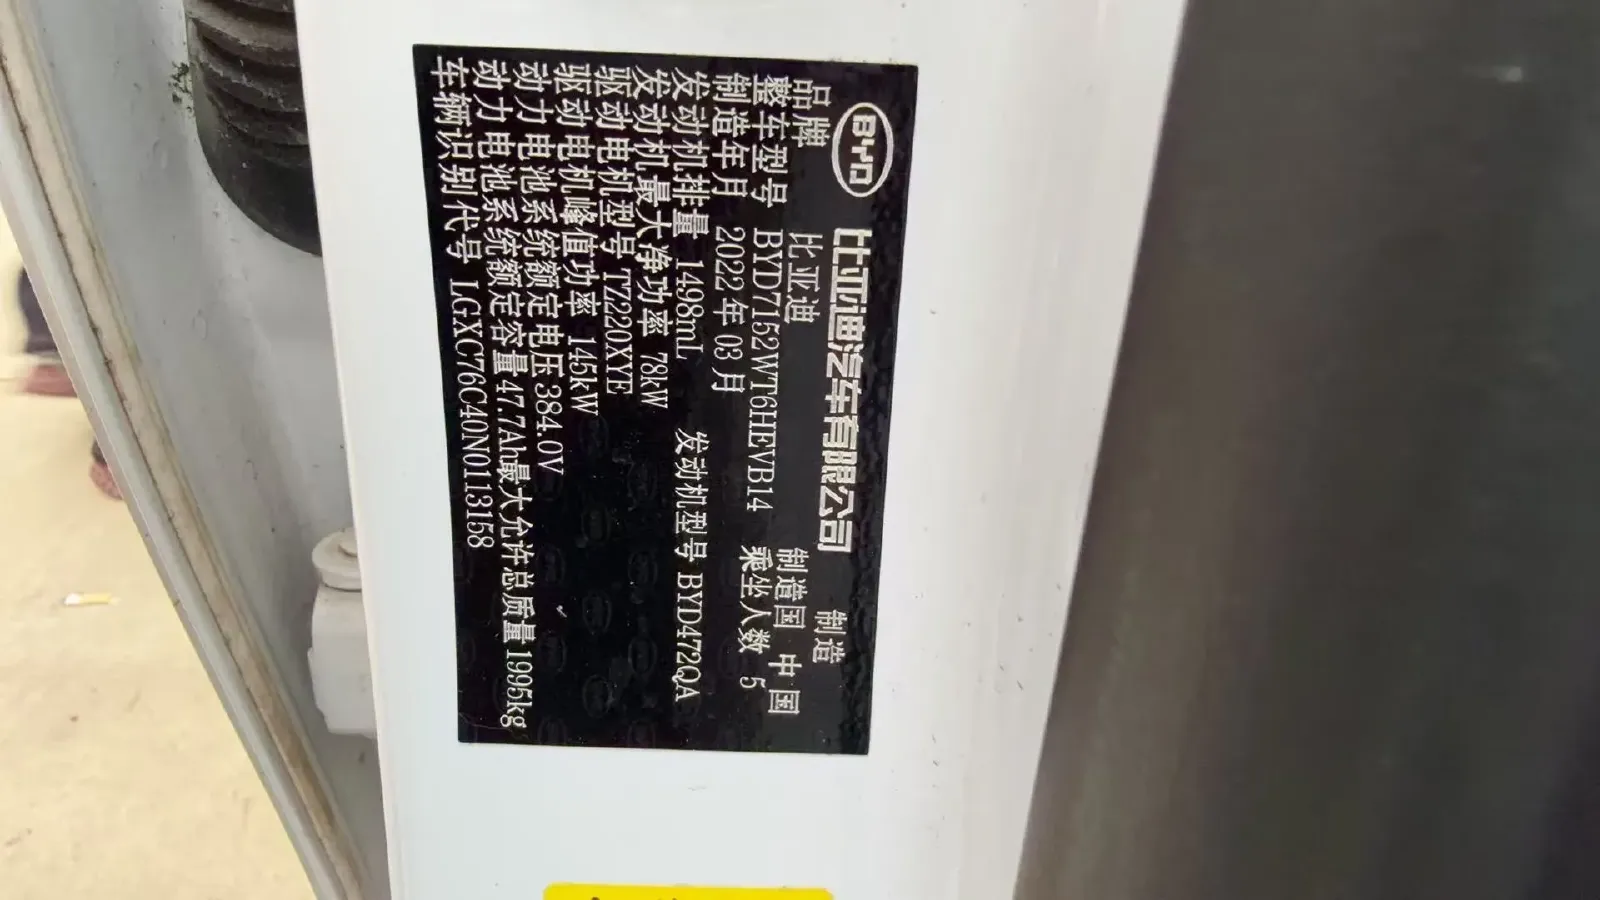 BYD 比亚迪汽车有限公司 制造
品牌 比亚迪 制造国 中国
整车型号 BYD7152WT6HEVB14 乘坐人数 5
制造年月 2022年03月
发动机排量 1498mL 发动机型号 BYD472QA
发动机最大净功率 78kW
驱动电机型号 TZ220XYE
驱动电机峰值功率 145kW
动力电池系统额定电压 384.0V
动力电池系统额定容量 47.7Ah 最大允许总质量 1995kg
车辆识别代号 LGXC76C40N0113158